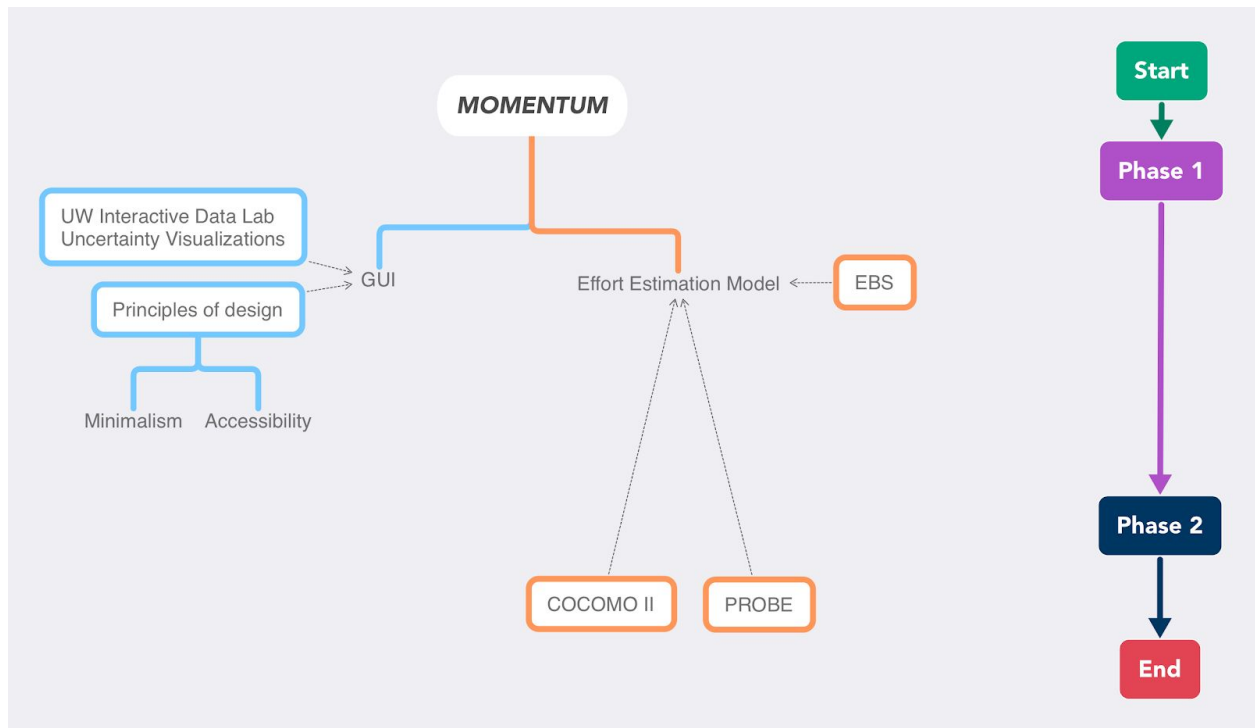 MOMENTUM
UW Interactive Data Lab
Uncertainty Visualizations
GUI
Principles of design
Minimalism
Accessibility
Effort Estimation Model
EBS
COCOMO II
PROBE
Start
Phase 1
Phase 2
End